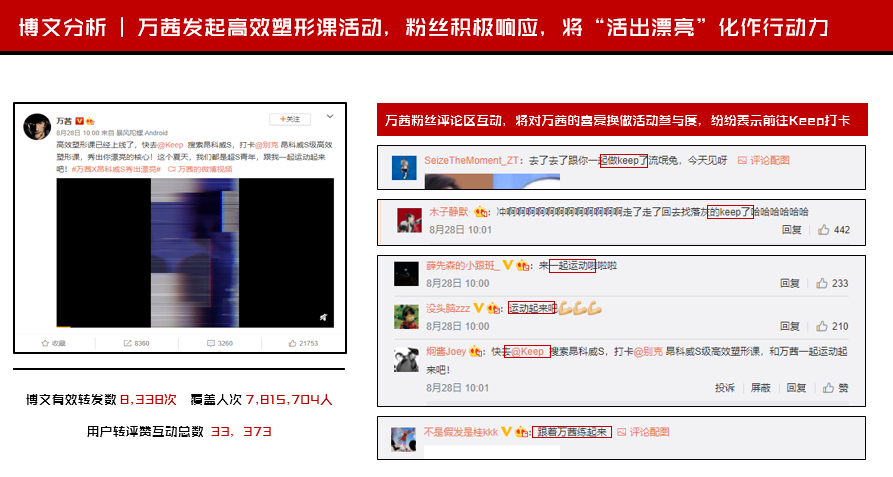 博文分析 | 万茜发起高效塑形课活动，粉丝积极响应，将“活出漂亮”化作行动力
万茜
+关注
8月28日 10:00 来自 暴风陀螺 Android
高效塑形课已经上线了，快去@Keep 搜索昂科威S，打卡@别克 昂科威S级高效
塑形课，秀出你漂亮的核心！这个夏天，我们都是超S青年，跟我一起运动起来
吧！#万茜X昂科威S秀出漂亮# 万茜的微博视频
收藏
8360
3260
21753
博文有效转发数 8,338次 覆盖人次 7,815,704人
用户转评赞互动总数 33，373
万茜粉丝评论区互动，将对万茜的喜爱换做活动参与度，纷纷表示前往Keep打卡
SeizeTheMoment_ZT：去了去了跟你一起做keep了流氓兔，今天见呀 评论配图
木子静默·：冲啊啊啊啊啊啊啊啊啊啊啊啊走了走了回去找落灰的keep了哈哈哈哈哈哈
8月28日 10:01
回复 442
薛先森的小跟班_：来一起运动啦啦啦
8月28日 10:00
回复 233
没头脑zzz：运动起来吧💪💪💪
8月28日 10:00
回复 210
焖酱Joey：快去@Keep 搜索昂科威S，打卡@别克 昂科威S级高效塑形课，和万茜一起运动起
来吧！
8月28日 10:01
投诉 屏蔽 回复 赞
不是假发是桂kkk：跟着万茜练起来 评论配图